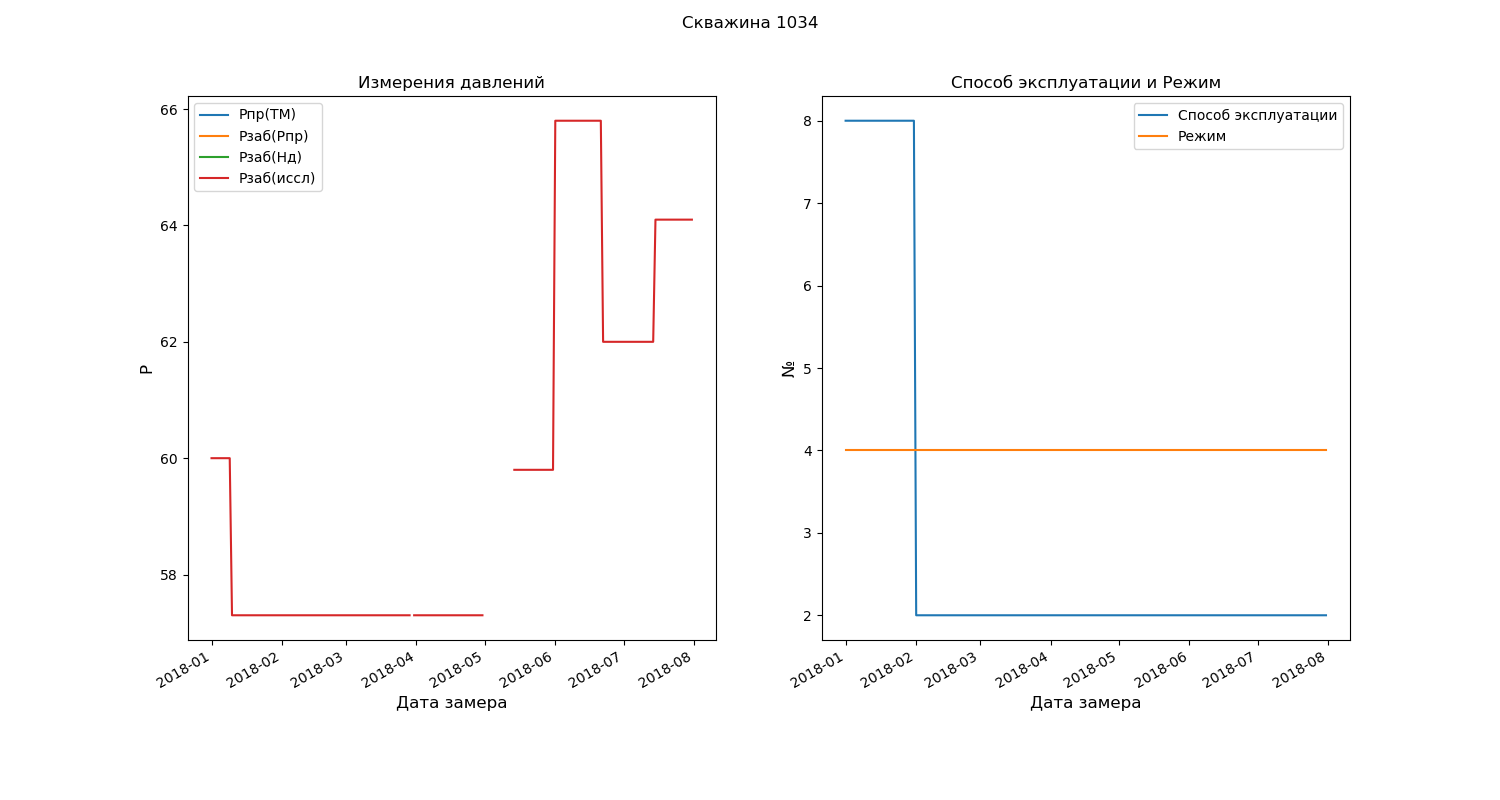 Скважина 1034
Измерения давлений
66
64
62
60
58
P
Рпр(ТМ)
Рзаб(Рпр)
Рзаб(Нд)
Рзаб(иссл)
2018-01
2018-02
2018-03
2018-04
2018-05
2018-06
2018-07
2018-08
Дата замера
Способ эксплуатации и Режим
8
7
6
5
4
3
2
№
Способ эксплуатации
Режим
2018-01
2018-02
2018-03
2018-04
2018-05
2018-06
2018-07
2018-08
Дата замера